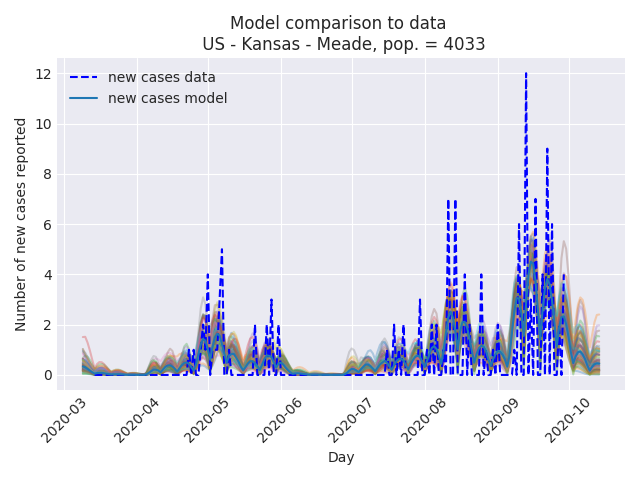 Model comparison to data
US - Kansas - Meade, pop. = 4033
new cases data
new cases model
Number of new cases reported
12
10
8
6
4
2
0
2020-03
2020-04
2020-05
2020-06
2020-07
2020-08
2020-09
2020-10
Day